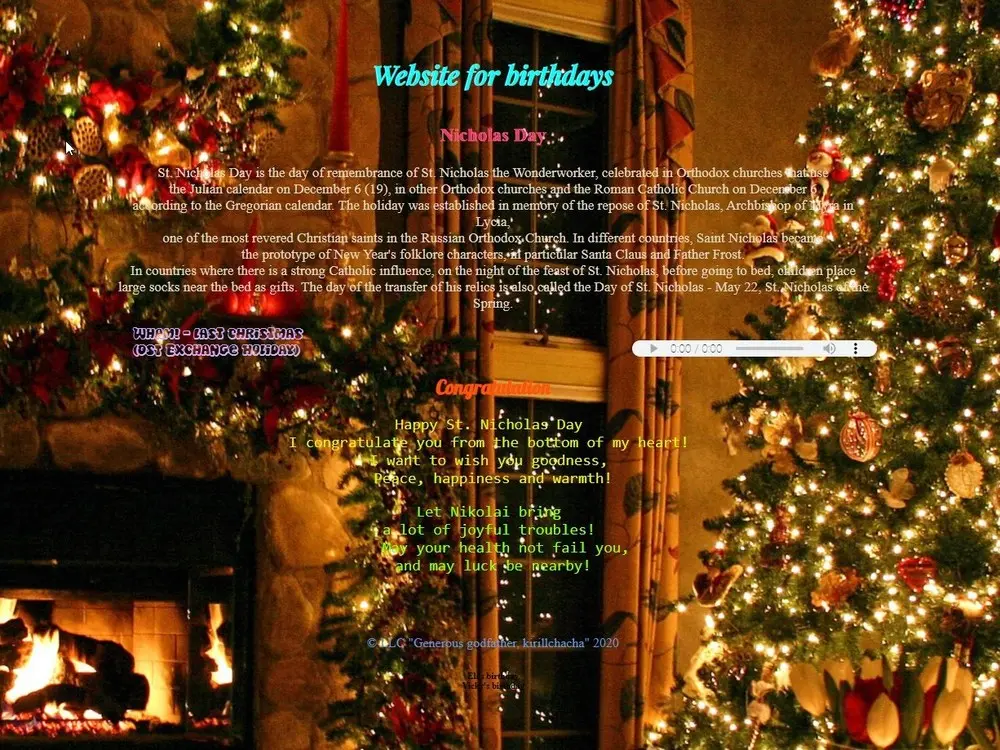 Website for birthdays
Nicholas Day
St. Nicholas Day is the day of remembrance of St. Nicholas the Wonderworker, celebrated in Orthodox churches that use
the Julian calendar on December 6 (19), in other Orthodox churches and the Roman Catholic Church on December 6,
according to the Gregorian calendar. The holiday was established in memory of the repose of St. Nicholas, Archbishop of Myra in
Lycia,
one of the most revered Christian saints in the Russian Orthodox Church. In different countries, Saint Nicholas became
the prototype of New Year's folklore characters, in particular Santa Claus and Father Frost.
In countries where there is a strong Catholic influence, on the night of the feast of St. Nicholas, before going to bed, children place
large socks near the bed as gifts. The day of the transfer of his relics is also called the Day of St. Nicholas - May 22, St. Nicholas of the
Spring.
Wham! - Last Christmas
(OST Exchange Holiday)
0:00 / 0:00
Congratulation
Happy St. Nicholas Day
I congratulate you from the bottom of my heart!
I want to wish you goodness,
Peace, happiness and warmth!
Let Nikolai bring
a lot of joyful troubles!
May your health not fail you,
and may luck be nearby!
© LLC "Generous godfather, kirillchacha" 2020